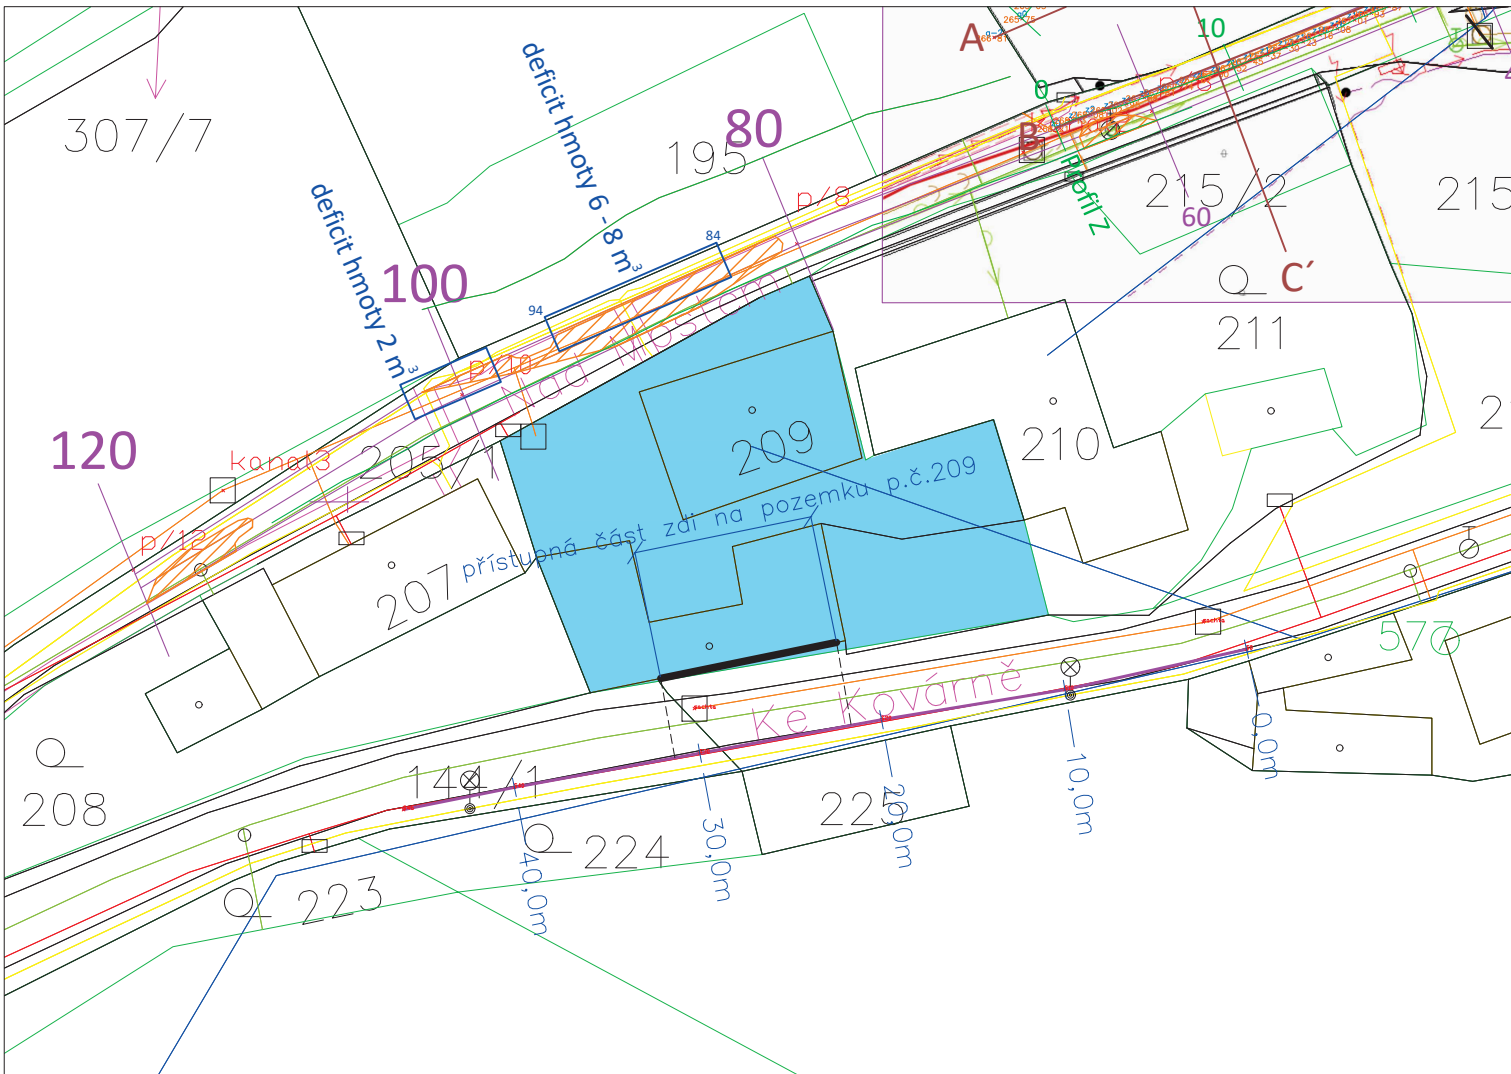 307/7
deficit hmoty 6 - 8 m³
deficit hmoty 2 m³
195
80
100
120
84
94
p/8
p/10
p/12
kanal3
A
B
C´
0
10
60
Profil Z
215/2
215
211
210
209
2
Nad Mostem
205/1
207
přístupná část zdi na pozemku p.č.209
208
Ke Kovárně
144/1
šachta
šachta
577
225
224
223
0,0m
10,0m
20,0m
30,0m
40,0m